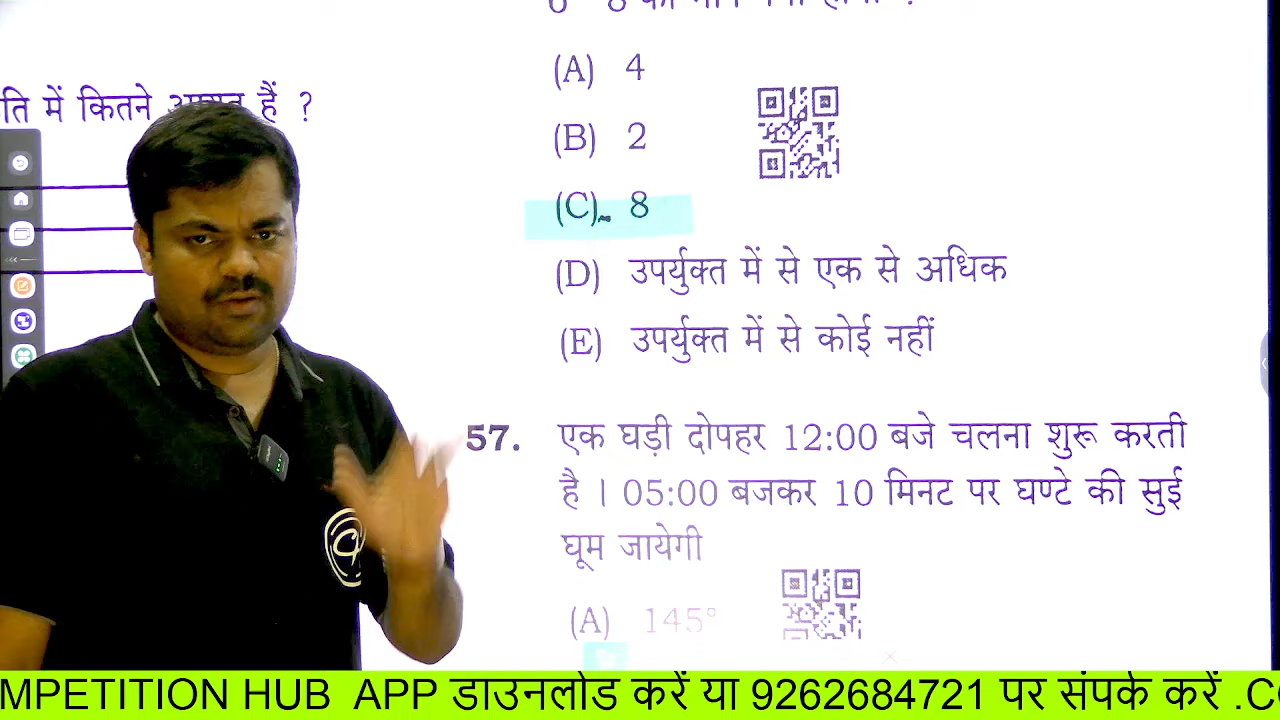 ति में कितने आयत हैं ?
(A) 4
(B) 2
(C) 8
(D) उपर्युक्त में से एक से अधिक
(E) उपर्युक्त में से कोई नहीं
57. एक घड़ी दोपहर 12:00 बजे चलना शुरू करती
है । 05:00 बजकर 10 मिनट पर घण्टे की सुई
घूम जायेगी
(A) 145°
MPETITION HUB APP डाउनलोड करें या 9262684721 पर संपर्क करें .C